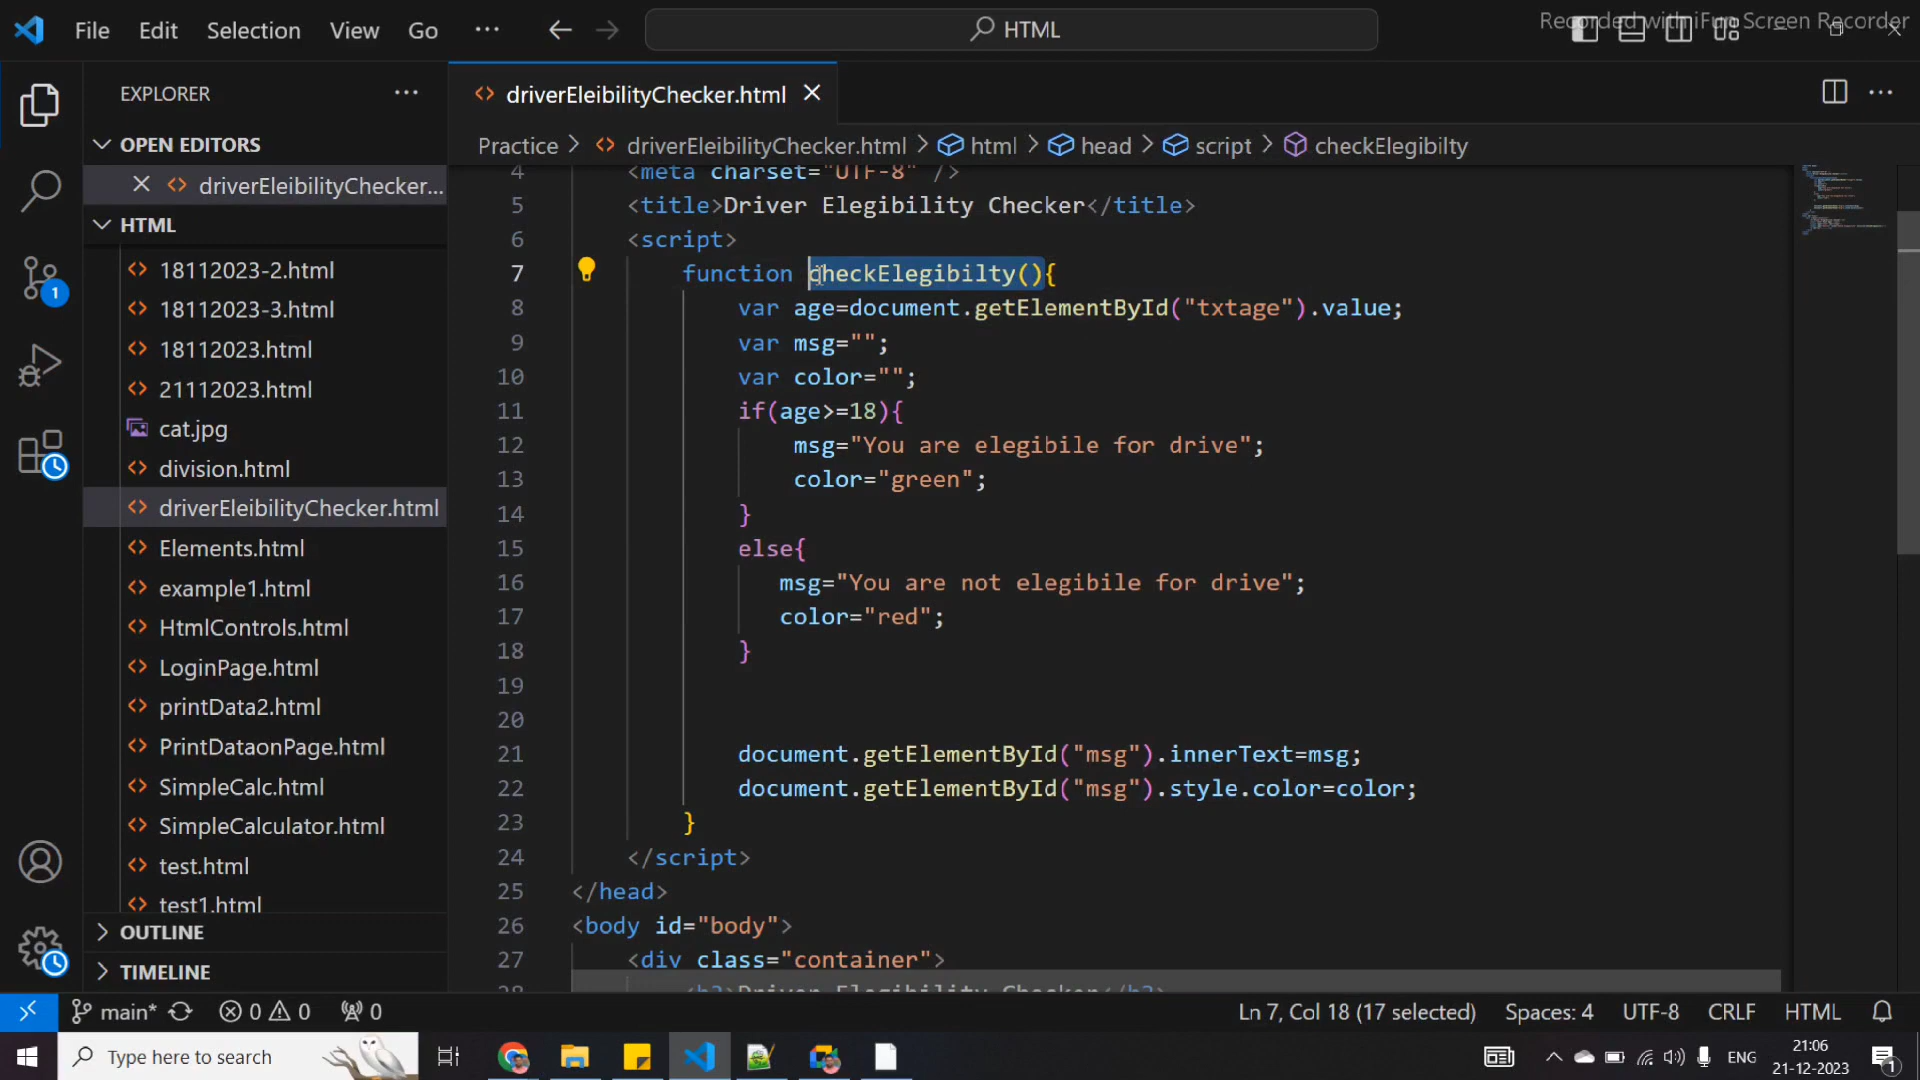 File Edit Selection View Go ··· HTML
Recorded with iFun Screen Recorder
EXPLORER
OPEN EDITORS
driverEleibilityChecker...
HTML
18112023-2.html
18112023-3.html
18112023.html
21112023.html
cat.jpg
division.html
driverEleibilityChecker.html
Elements.html
example1.html
HtmlControls.html
LoginPage.html
printData2.html
PrintDataonPage.html
SimpleCalc.html
SimpleCalculator.html
test.html
test1.html
OUTLINE
TIMELINE
1
driverEleibilityChecker.html
Practice > driverEleibilityChecker.html > html > head > script > checkElegibilty
4 <meta charset="UTF-8" />
5 <title>Driver Elegibility Checker</title>
6 <script>
7 function checkElegibilty(){
8 var age=document.getElementById("txtage").value;
9 var msg="";
10 var color="";
11 if(age>=18){
12 msg="You are elegibile for drive";
13 color="green";
14 }
15 else{
16 msg="You are not elegibile for drive";
17 color="red";
18 }
19
20
21 document.getElementById("msg").innerText=msg;
22 document.getElementById("msg").style.color=color;
23 }
24 </script>
25 </head>
26 <body id="body">
27 <div class="container">
28 <h2>Driver Elegibility Checker</h2>
main* 0 0 0 Ln 7, Col 18 (17 selected) Spaces: 4 UTF-8 CRLF HTML
Type here to search
ENG
21:06
21-12-2023
1